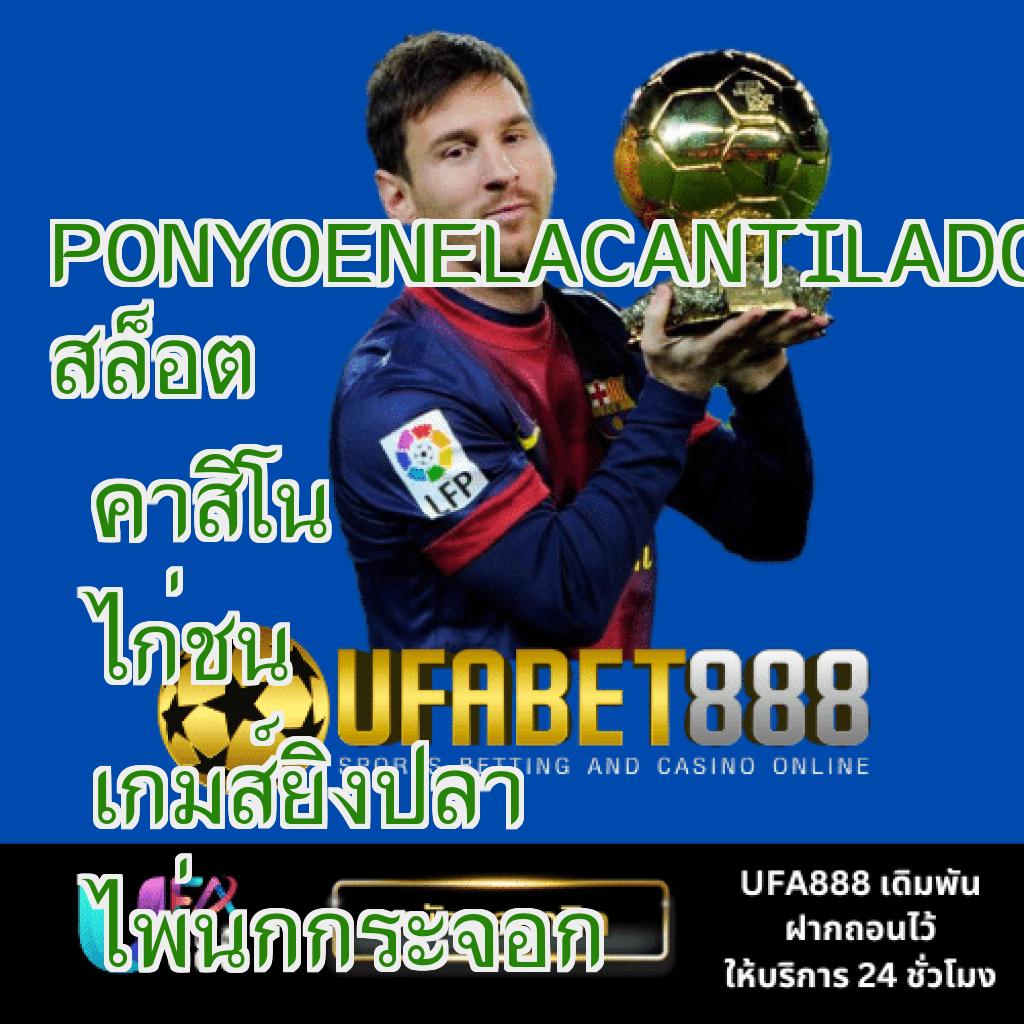 PONYOENELACANTILADO
สล็อต
LFP
คาสิโน
ไก่ชน
UFABET888
SPORTS BETTING AND CASINO ONLINE
เกมส์ยิงปลา
ไพ่นกกระจอก
UFA888 เดิมพัน
ฝากถอนไว้
ให้บริการ 24 ชั่วโมง